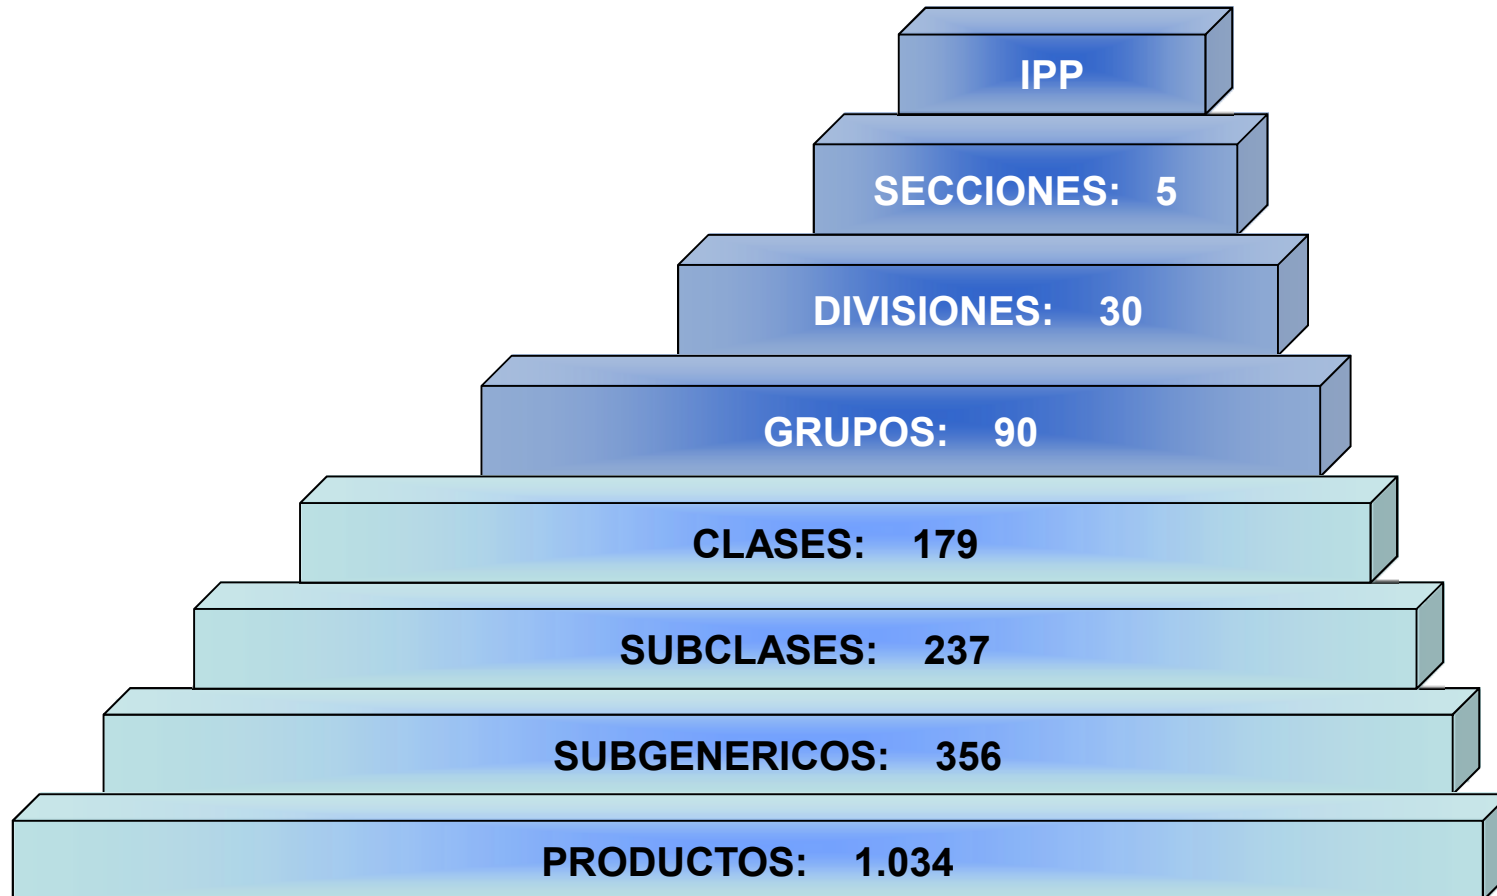 IPP
SECCIONES: 5
DIVISIONES: 30
GRUPOS: 90
CLASES: 179
SUBCLASES: 237
SUBGENERICOS: 356
PRODUCTOS: 1.034